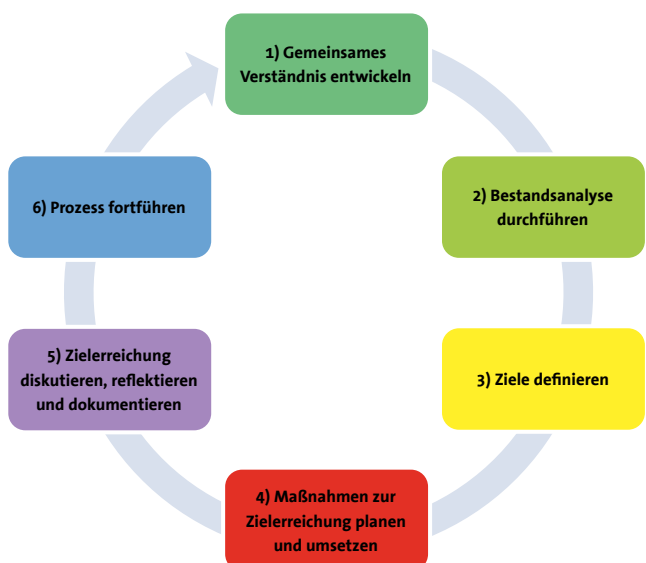 1) Gemeinsames
Verständnis entwickeln
2) Bestandsanalyse
durchführen
3) Ziele definieren
4) Maßnahmen zur
Zielerreichung planen
und umsetzen
5) Zielerreichung
diskutieren, reflektieren
und dokumentieren
6) Prozess fortführen